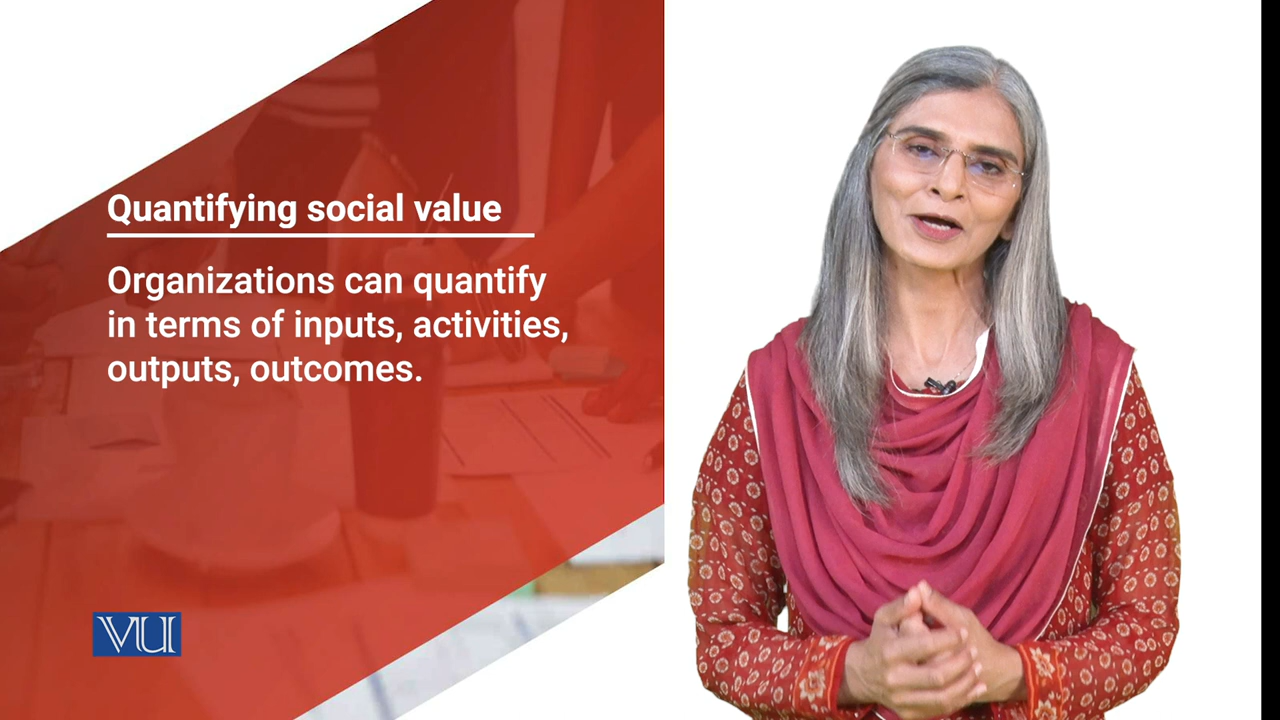 Quantifying social value
Organizations can quantify
in terms of inputs, activities,
outputs, outcomes.
VU